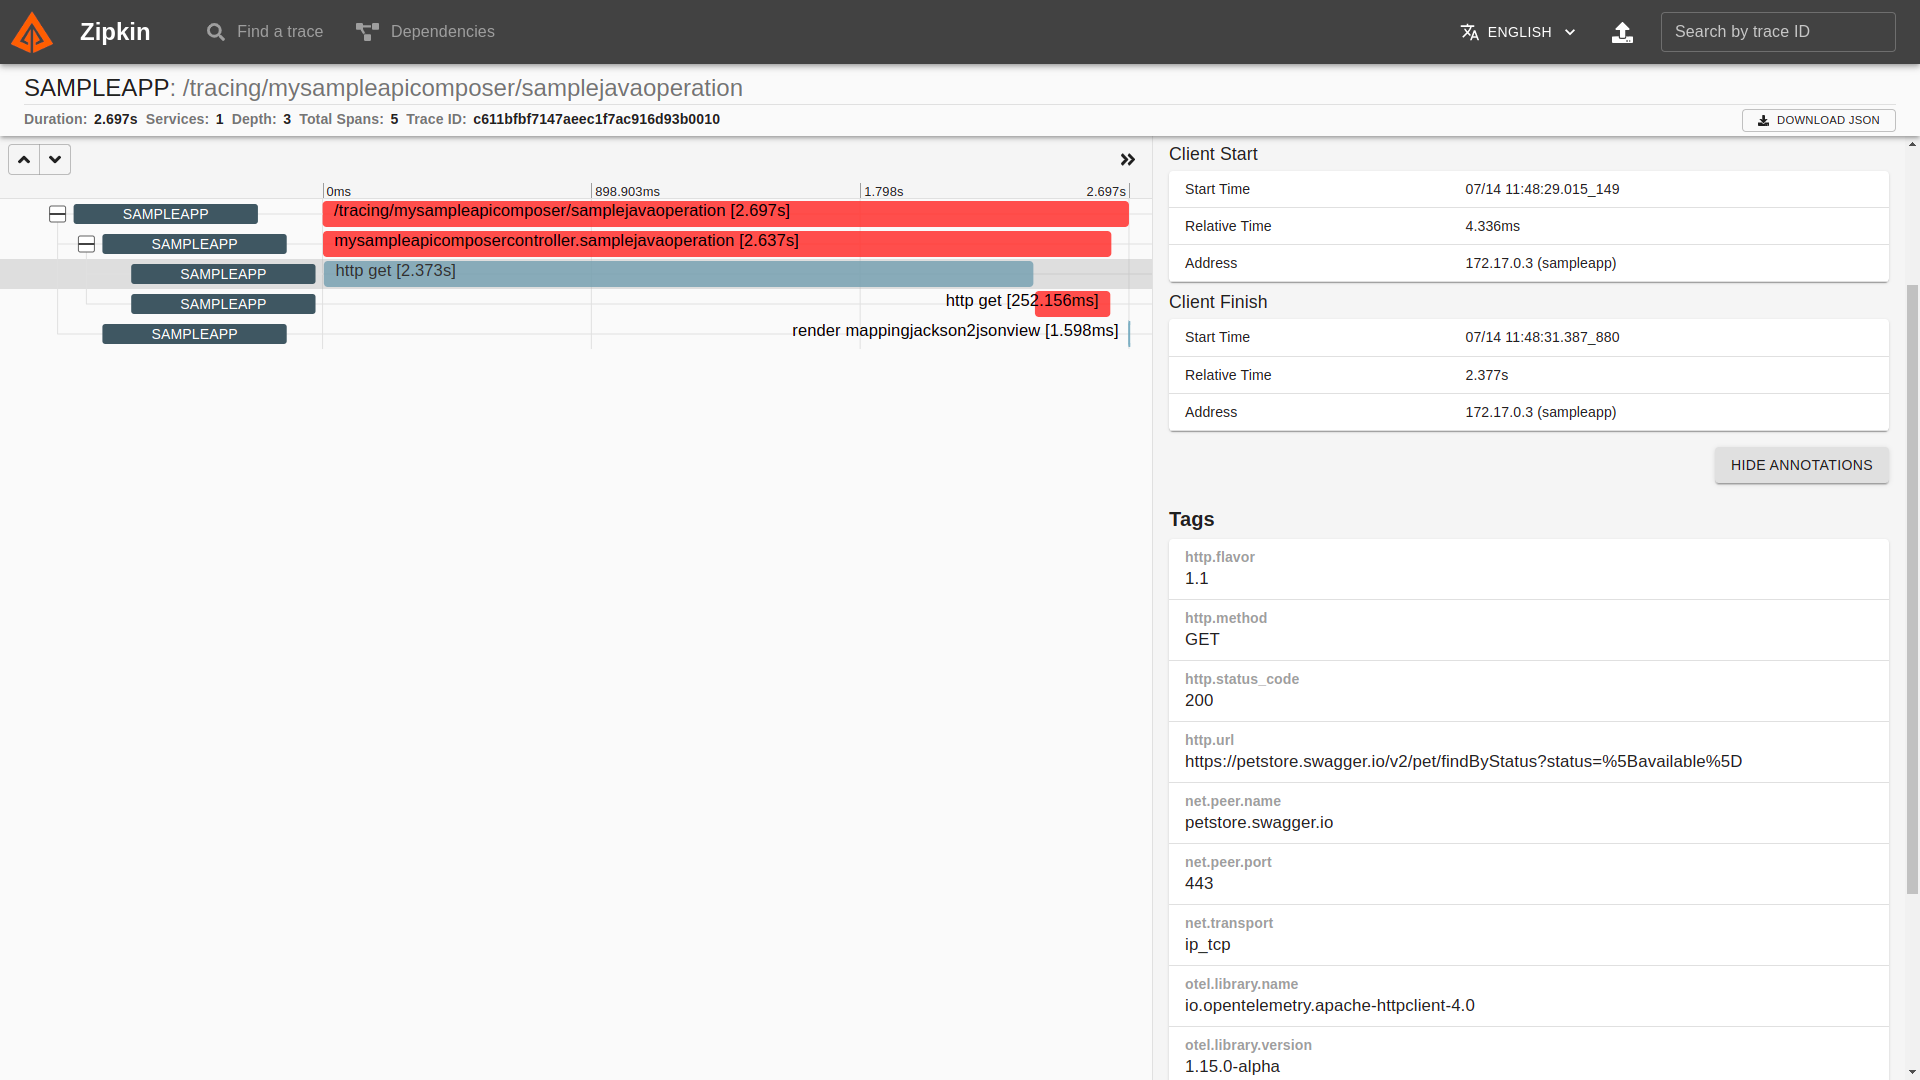 Zipkin
Find a trace
Dependencies
ENGLISH
Search by trace ID
SAMPLEAPP: /tracing/mysampleapicomposer/samplejavaoperation
Duration: 2.697s Services: 1 Depth: 3 Total Spans: 5 Trace ID: c611bfbf7147aeec1f7ac916d93b0010
DOWNLOAD JSON
0ms 898.903ms 1.798s 2.697s
SAMPLEAPP /tracing/mysampleapicomposer/samplejavaoperation [2.697s]
SAMPLEAPP mysampleapicomposercontroller.samplejavaoperation [2.637s]
SAMPLEAPP http get [2.373s]
SAMPLEAPP http get [252.156ms]
SAMPLEAPP render mappingjackson2jsonview [1.598ms]
Client Start
Start Time 07/14 11:48:29.015_149
Relative Time 4.336ms
Address 172.17.0.3 (sampleapp)
Client Finish
Start Time 07/14 11:48:31.387_880
Relative Time 2.377s
Address 172.17.0.3 (sampleapp)
HIDE ANNOTATIONS
Tags
http.flavor
1.1
http.method
GET
http.status_code
200
http.url
https://petstore.swagger.io/v2/pet/findByStatus?status=%5Bavailable%5D
net.peer.name
petstore.swagger.io
net.peer.port
443
net.transport
ip_tcp
otel.library.name
io.opentelemetry.apache-httpclient-4.0
otel.library.version
1.15.0-alpha